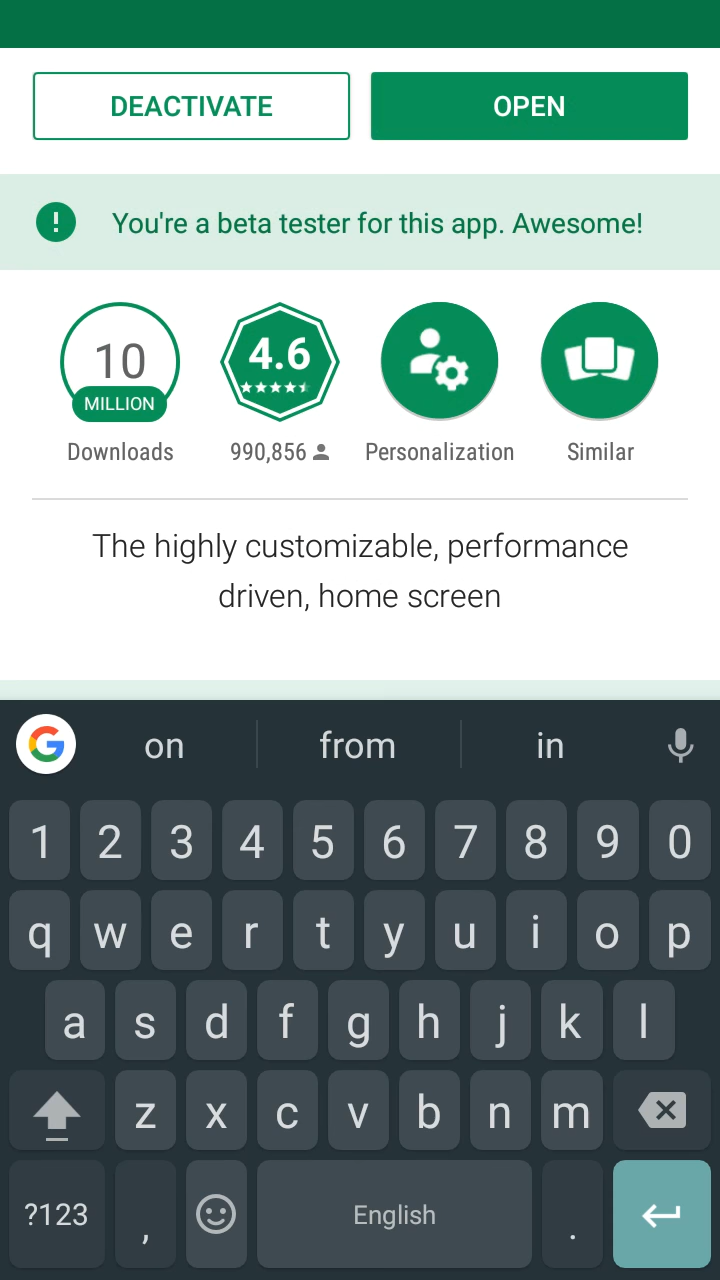 DEACTIVATE OPEN
You're a beta tester for this app. Awesome!
10 4.6
MILLION
Downloads 990,856 Personalization Similar
The highly customizable, performance
driven, home screen
G on from in
1 2 3 4 5 6 7 8 9 0
q w e r t y u i o p
a s d f g h j k l
z x c v b n m
?123 , English .